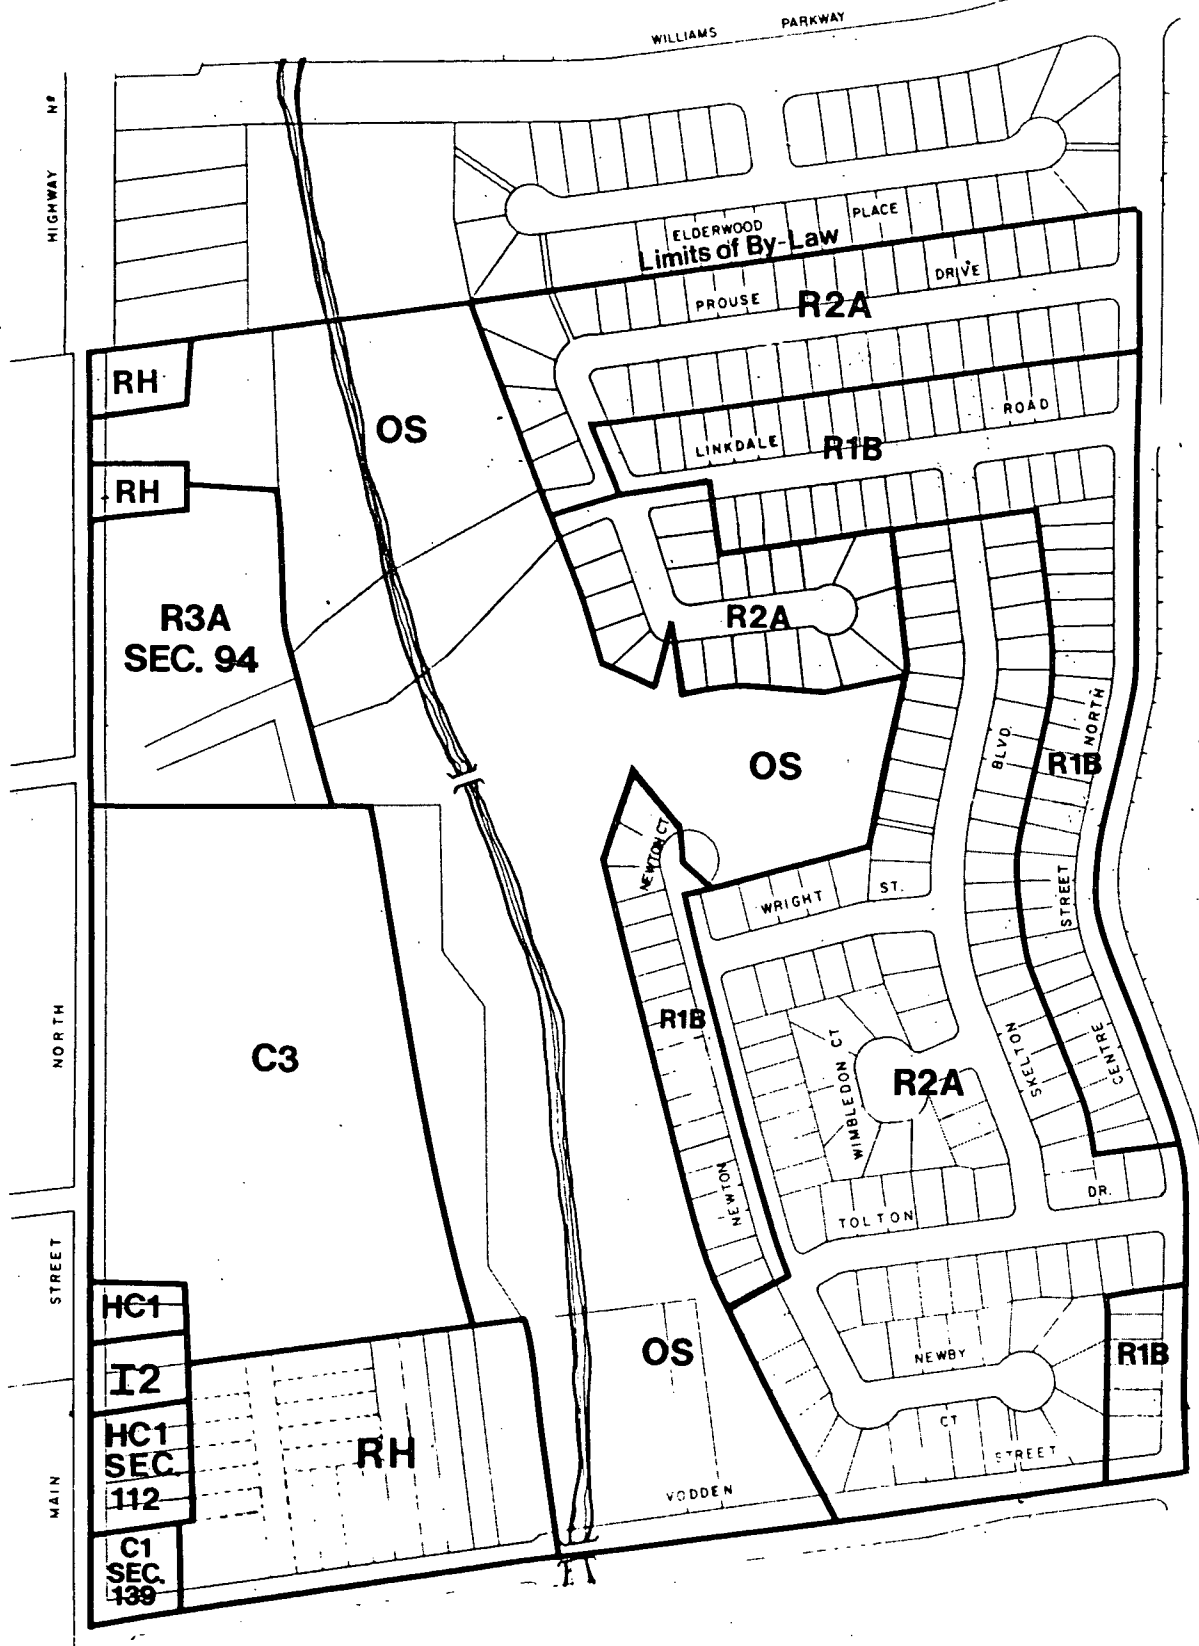 WILLIAMS PARKWAY
HIGHWAY Nº
ELDERWOOD PLACE
Limits of By-Law
PROUSE DRIVE
R2A
RH
OS
LINKDALE ROAD
R1B
RH
R3A
SEC. 94
R2A
OS
BLVD.
NORTH
R1B
NEWTON CT
WRIGHT ST.
STREET
R1B
NORTH
C3
WIMBLEDON CT
R2A
SKELTON
CENTRE
NEWTON
TOLTON
DR.
STREET
HC1
OS
NEWBY
R1B
I2
CT
HC1
SEC.
112
RH
STREET
MAIN
VODDEN
C1
SEC.
139